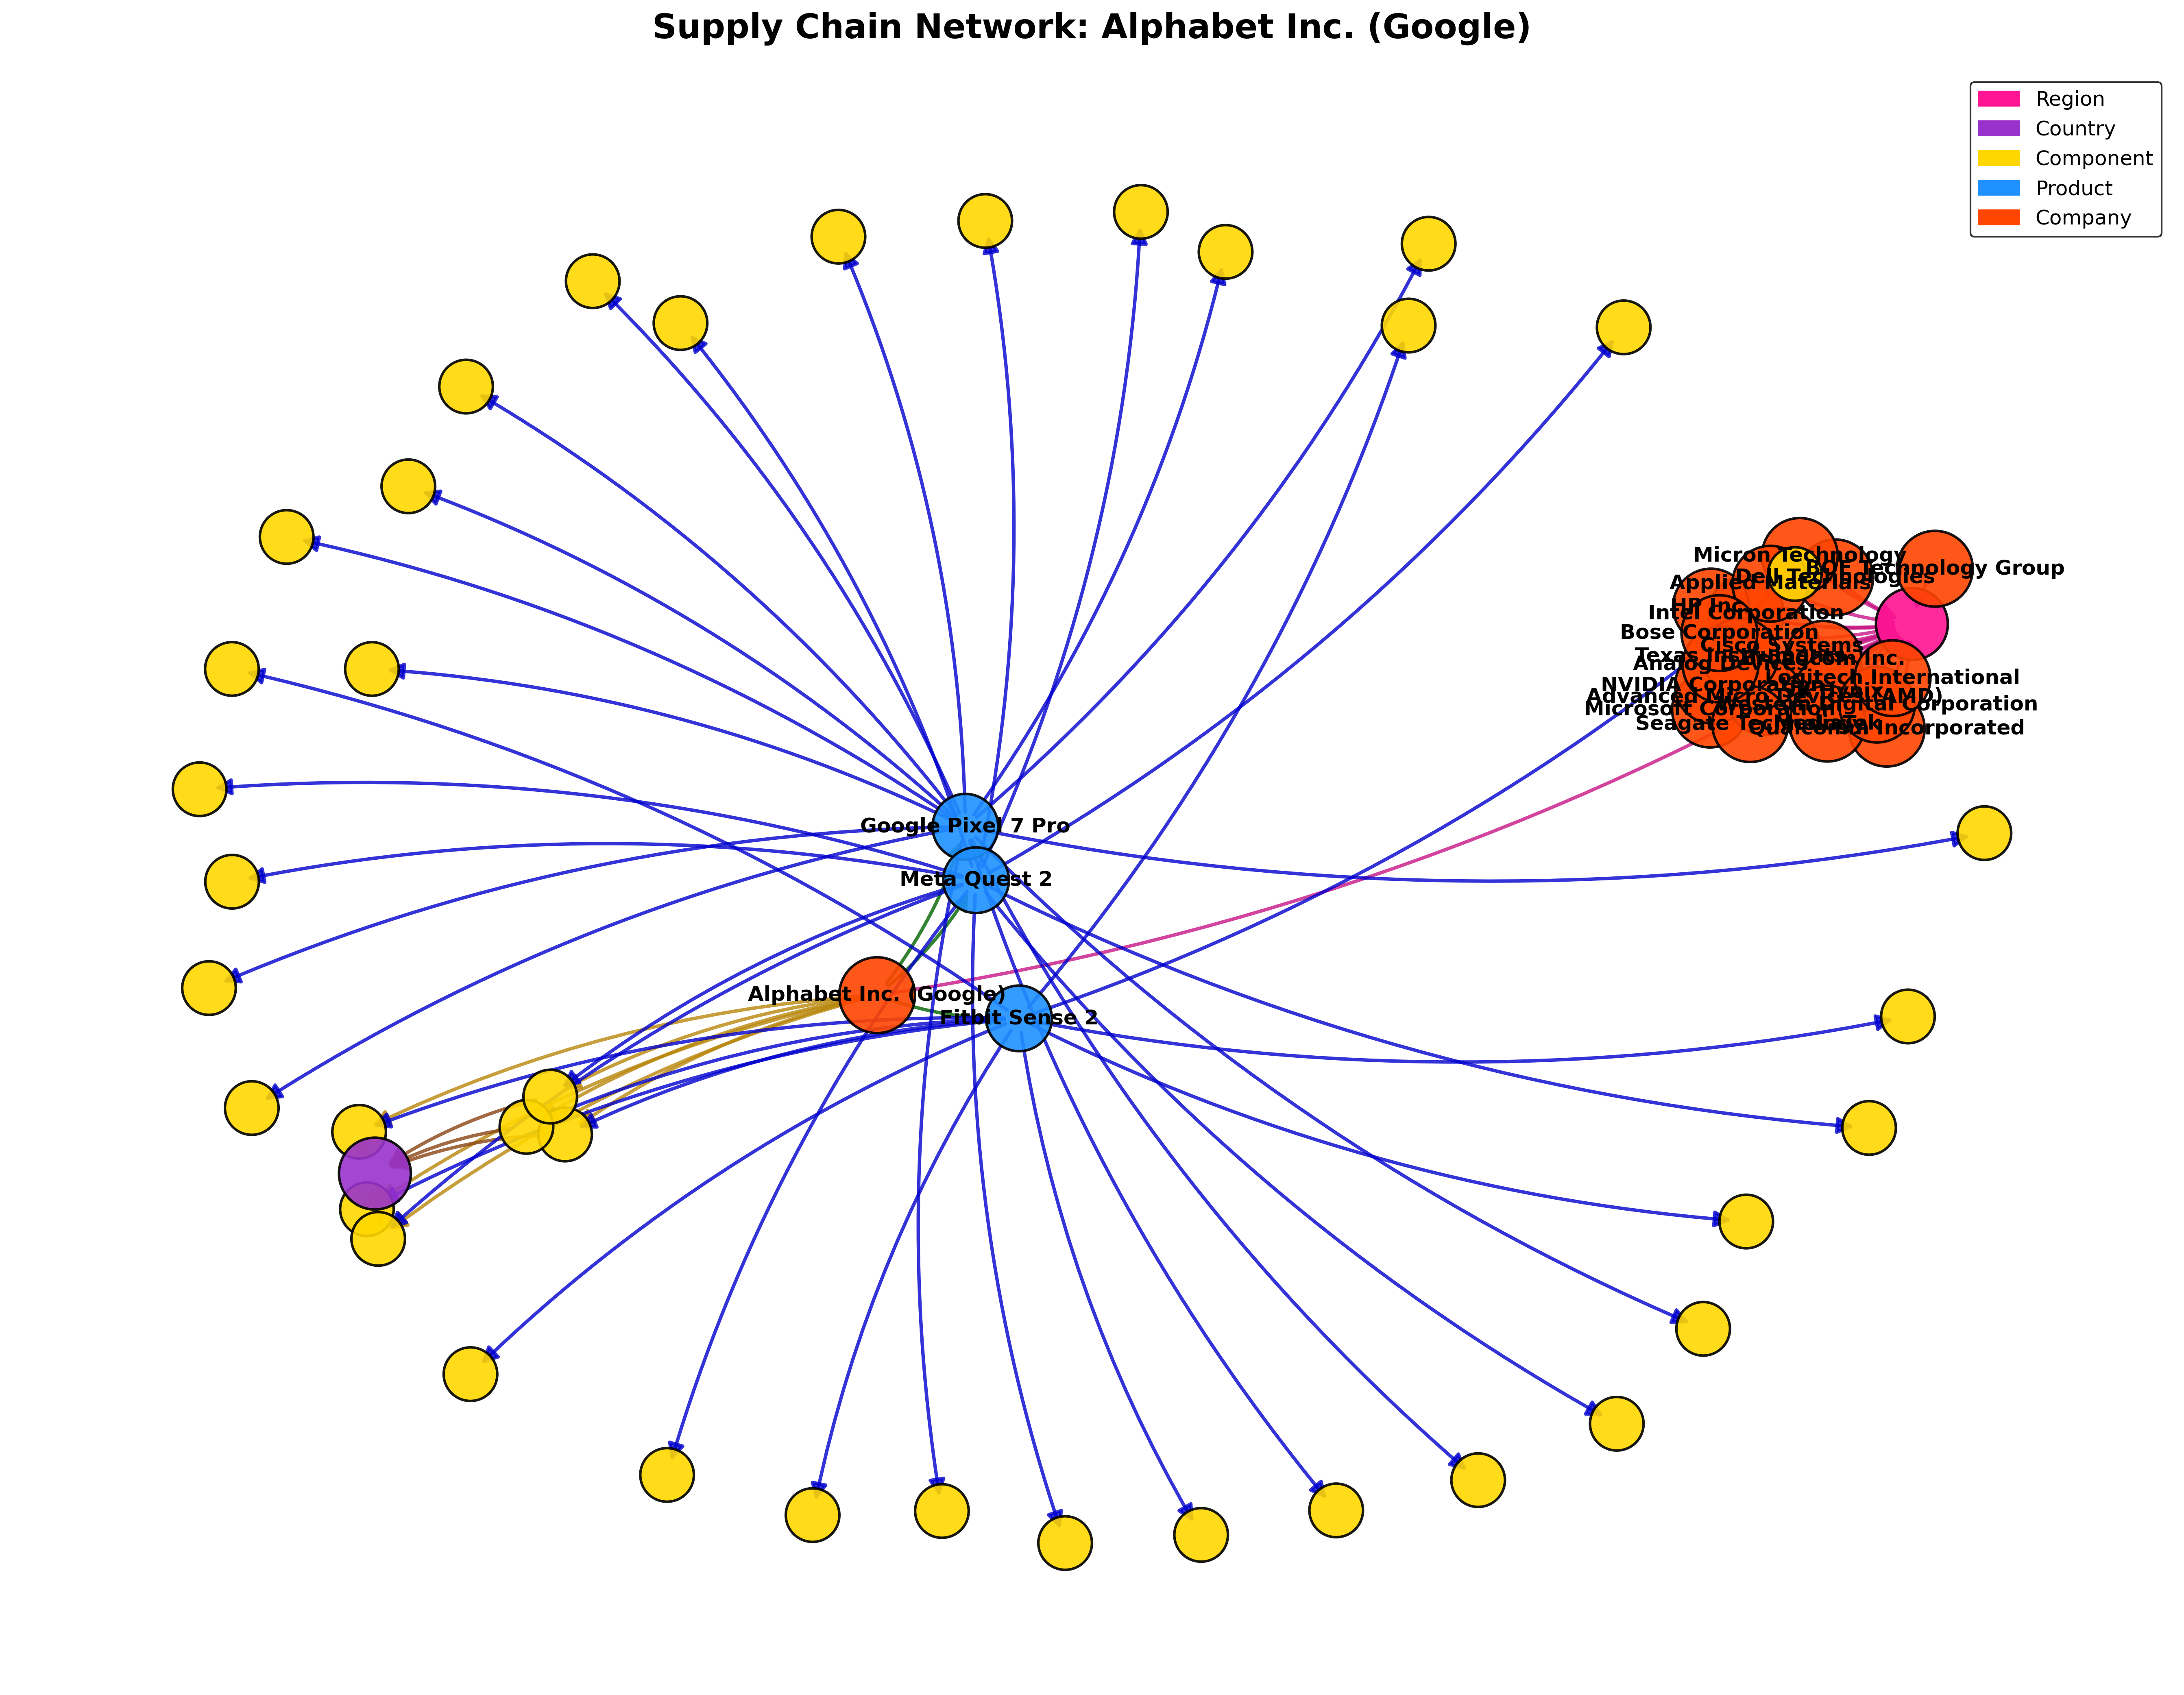 Supply Chain Network: Alphabet Inc. (Google)
Region
Country
Component
Product
Company
Micron Technology
BOE Technology Group
Dell Technologies
Applied Materials
HP Inc.
Intel Corporation
Bose Corporation
Cisco Systems
Texas Instruments
Broadcom Inc.
Analog Devices
Logitech International
NVIDIA Corporation
SK Hynix
Advanced Micro Devices (AMD)
Western Digital Corporation
Microsoft Corporation
Seagate Technology
MediaTek
Qualcomm Incorporated
Google Pixel 7 Pro
Meta Quest 2
Alphabet Inc. (Google)
Fitbit Sense 2